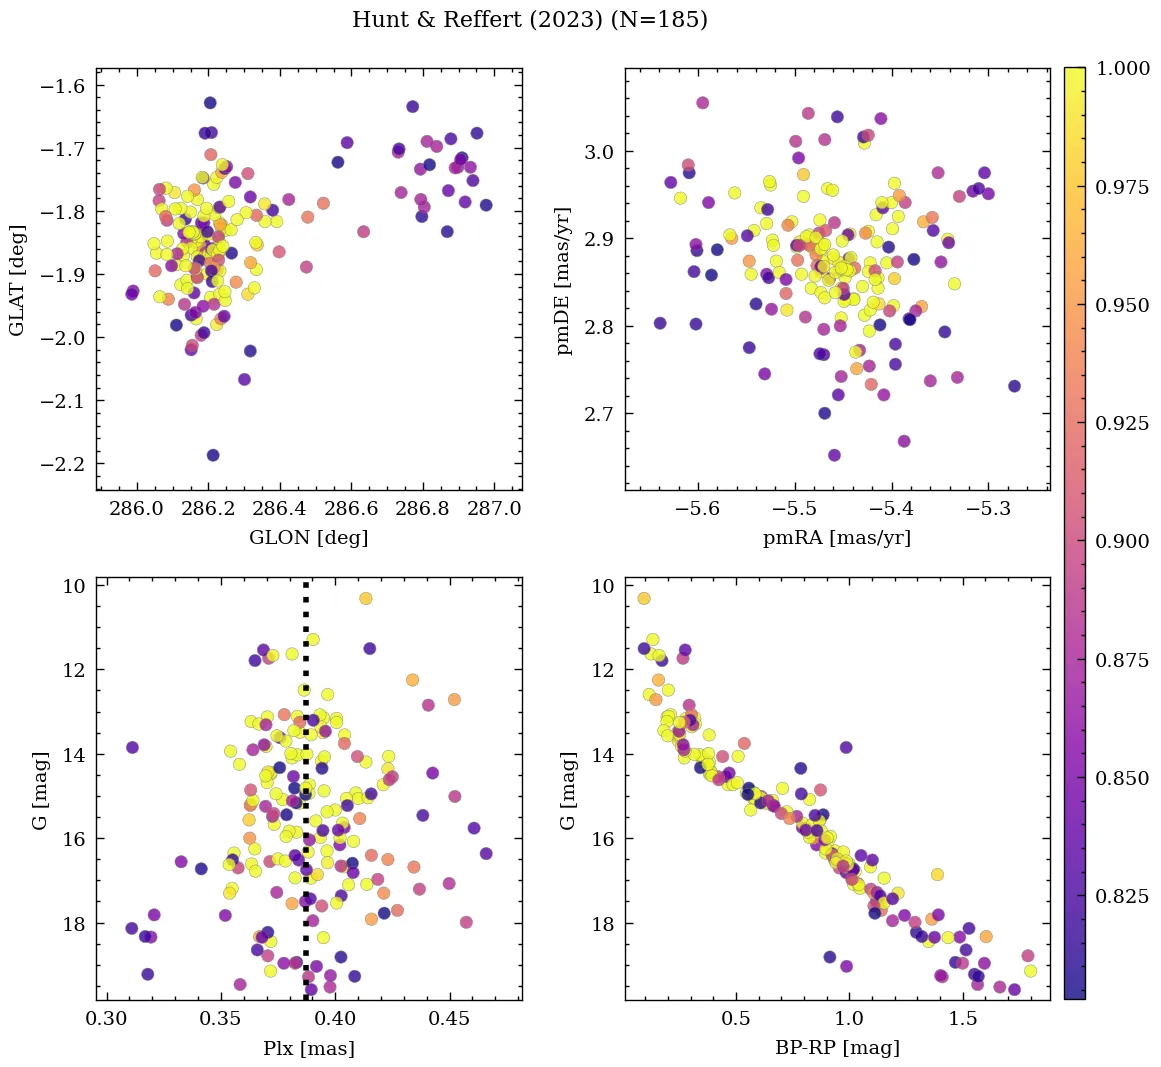 Hunt & Reffert (2023) (N=185)
−1.6
−1.7
−1.8
−1.9
−2.0
−2.1
−2.2
GLAT [deg]
286.0 286.2 286.4 286.6 286.8 287.0
GLON [deg]
3.0
2.9
2.8
2.7
pmDE [mas/yr]
−5.6 −5.5 −5.4 −5.3
pmRA [mas/yr]
10
12
14
16
18
G [mag]
0.30 0.35 0.40 0.45
Plx [mas]
10
12
14
16
18
G [mag]
0.5 1.0 1.5
BP-RP [mag]
1.000
0.975
0.950
0.925
0.900
0.875
0.850
0.825